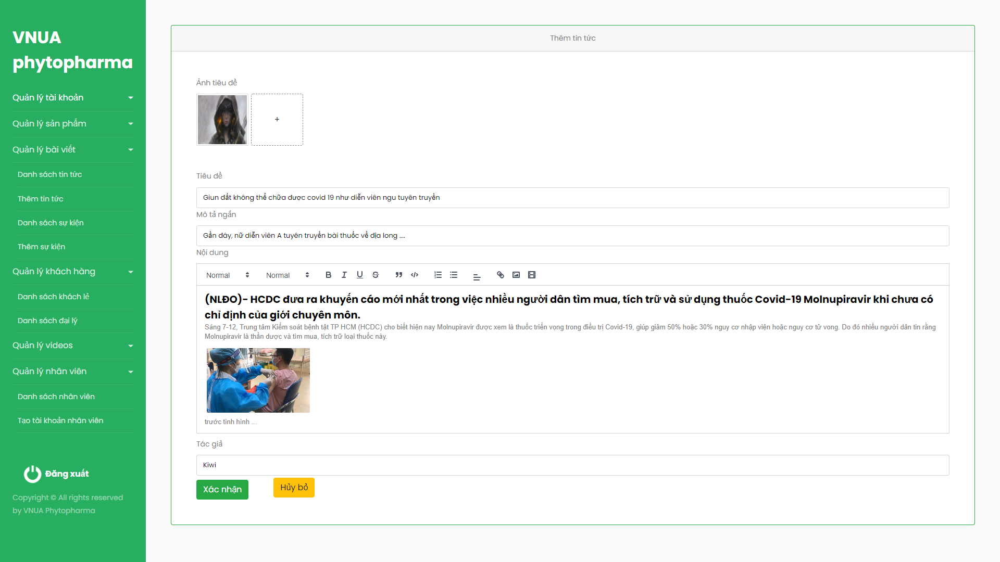 VNUA
phytopharma
Quản lý tài khoản
Quản lý sản phẩm
Quản lý bài viết
Danh sách tin tức
Thêm tin tức
Danh sách sự kiện
Thêm sự kiện
Quản lý khách hàng
Danh sách khách lẻ
Danh sách đại lý
Quản lý videos
Quản lý nhân viên
Danh sách nhân viên
Tạo tài khoản nhân viên
Đăng xuất
Copyright © All rights reserved
by VNUA Phytopharma
Thêm tin tức
Ảnh tiêu đề
+
Tiêu đề
Giun đất không thể chữa được covid 19 như diễn viên ngu tuyên truyền
Mô tả ngắn
Gần đây, nữ diễn viên A tuyên truyền bài thuốc về địa long ....
Nội dung
Normal Normal B I U S
(NLĐO)- HCDC đưa ra khuyến cáo mới nhất trong việc nhiều người dân tìm mua, tích trữ và sử dụng thuốc Covid-19 Molnupiravir khi chưa có
chỉ định của giới chuyên môn.
Sáng 7-12, Trung tâm Kiểm soát bệnh tật TP HCM (HCDC) cho biết hiện nay Molnupiravir được xem là thuốc triển vọng trong điều trị Covid-19, giúp giảm 50% hoặc 30% nguy cơ nhập viện hoặc nguy cơ tử vong. Do đó nhiều người dân tin rằng
Molnupiravir là thần dược và tìm mua, tích trữ loại thuốc này.
trước tình hình ...
Tác giả
Kiwi
Xác nhận
Hủy bỏ